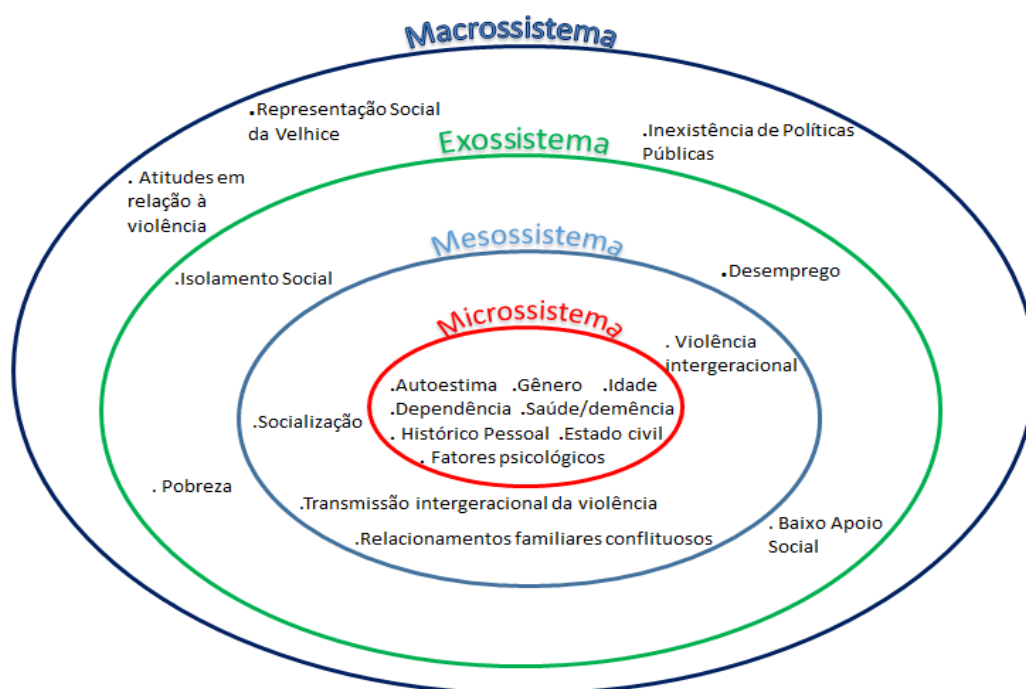 Macrossistema
.Representação Social
da Velhice
.Inexistência de Políticas
Públicas
. Atitudes em
relação à
violência
Exossistema
.Isolamento Social
.Desemprego
. Pobreza
. Baixo Apoio
Social
Mesossistema
. Violência
intergeracional
.Socialização
.Transmissão intergeracional da violência
.Relacionamentos familiares conflituosos
Microssistema
.Autoestima .Gênero .Idade
.Dependência .Saúde/demência
. Histórico Pessoal .Estado civil
. Fatores psicológicos